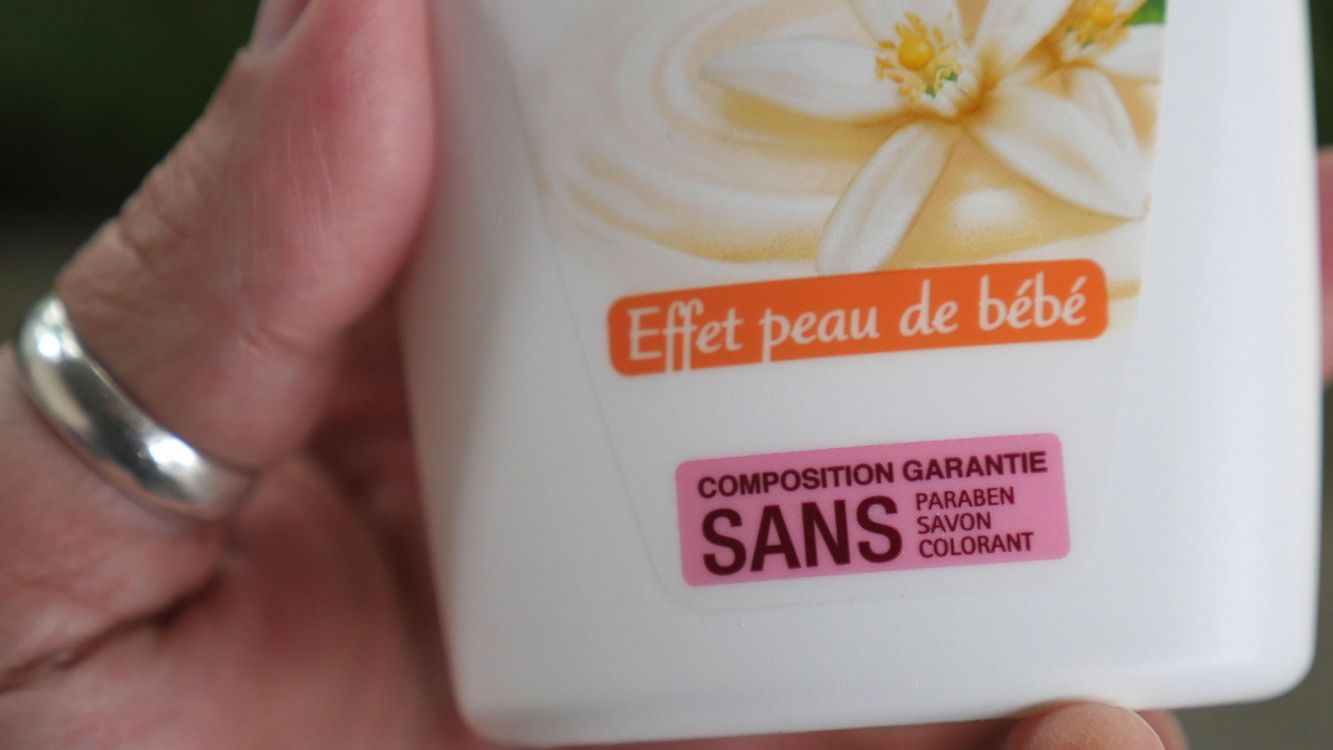 Effet peau de bébé
COMPOSITION GARANTIE
SANS
PARABEN
SAVON
COLORANT